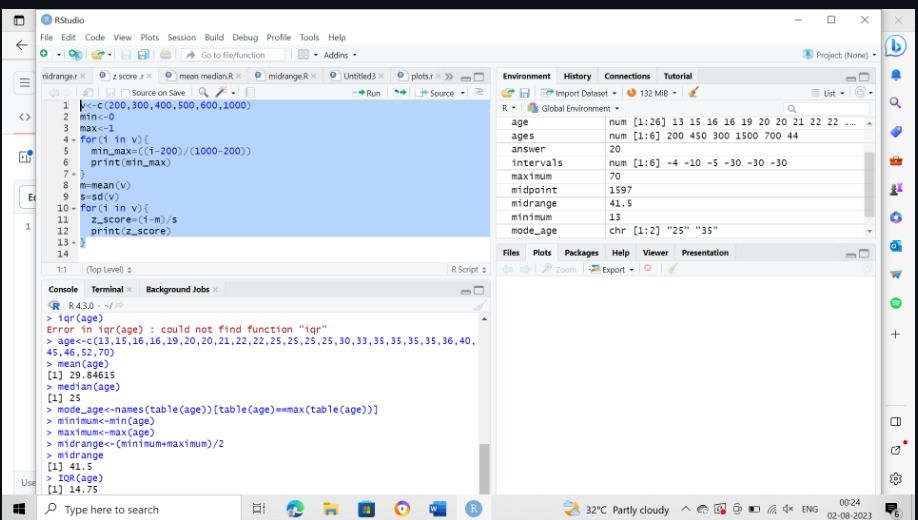 RStudio
File Edit Code View Plots Session Build Debug Profile Tools Help
Go to file/function Addins
Project: (None)
nidrange.r z score.r mean median.R midrange.R Untitled3 plots.r
Source on Save Run Source
1 v<-c(200,300,400,500,600,1000)
2 min<-0
3 max<-1
4 for(i in v){
5 min_max=((i-200)/(1000-200))
6 print(min_max)
7 }
8 m=mean(v)
9 s=sd(v)
10 for(i in v){
11 z_score=(i-m)/s
12 print(z_score)
13 }
14
1:1 (Top Level) R Script
Console Terminal Background Jobs
R 4.3.0 · ~/
> iqr(age)
Error in iqr(age) : could not find function "iqr"
> age<-c(13,15,16,16,19,20,20,21,22,22,25,25,25,25,30,33,35,35,35,35,36,40,
45,46,52,70)
> mean(age)
[1] 29.84615
> median(age)
[1] 25
> mode_age<-names(table(age))[table(age)==max(table(age))]
> minimum<-min(age)
> maximum<-max(age)
> midrange<-(minimum+maximum)/2
> midrange
[1] 41.5
> IQR(age)
[1] 14.75
Environment History Connections Tutorial
Import Dataset 132 MiB List
R Global Environment
age num [1:26] 13 15 16 16 19 20 20 21 22 22 ...
ages num [1:6] 200 450 300 1500 700 44
answer 20
intervals num [1:6] -4 -10 -5 -30 -30 -30
maximum 70
midpoint 1597
midrange 41.5
minimum 13
mode_age chr [1:2] "25" "35"
Files Plots Packages Help Viewer Presentation
Zoom Export
1
Use
Type here to search
32°C Partly cloudy ENG 00:24
02-08-2023
6